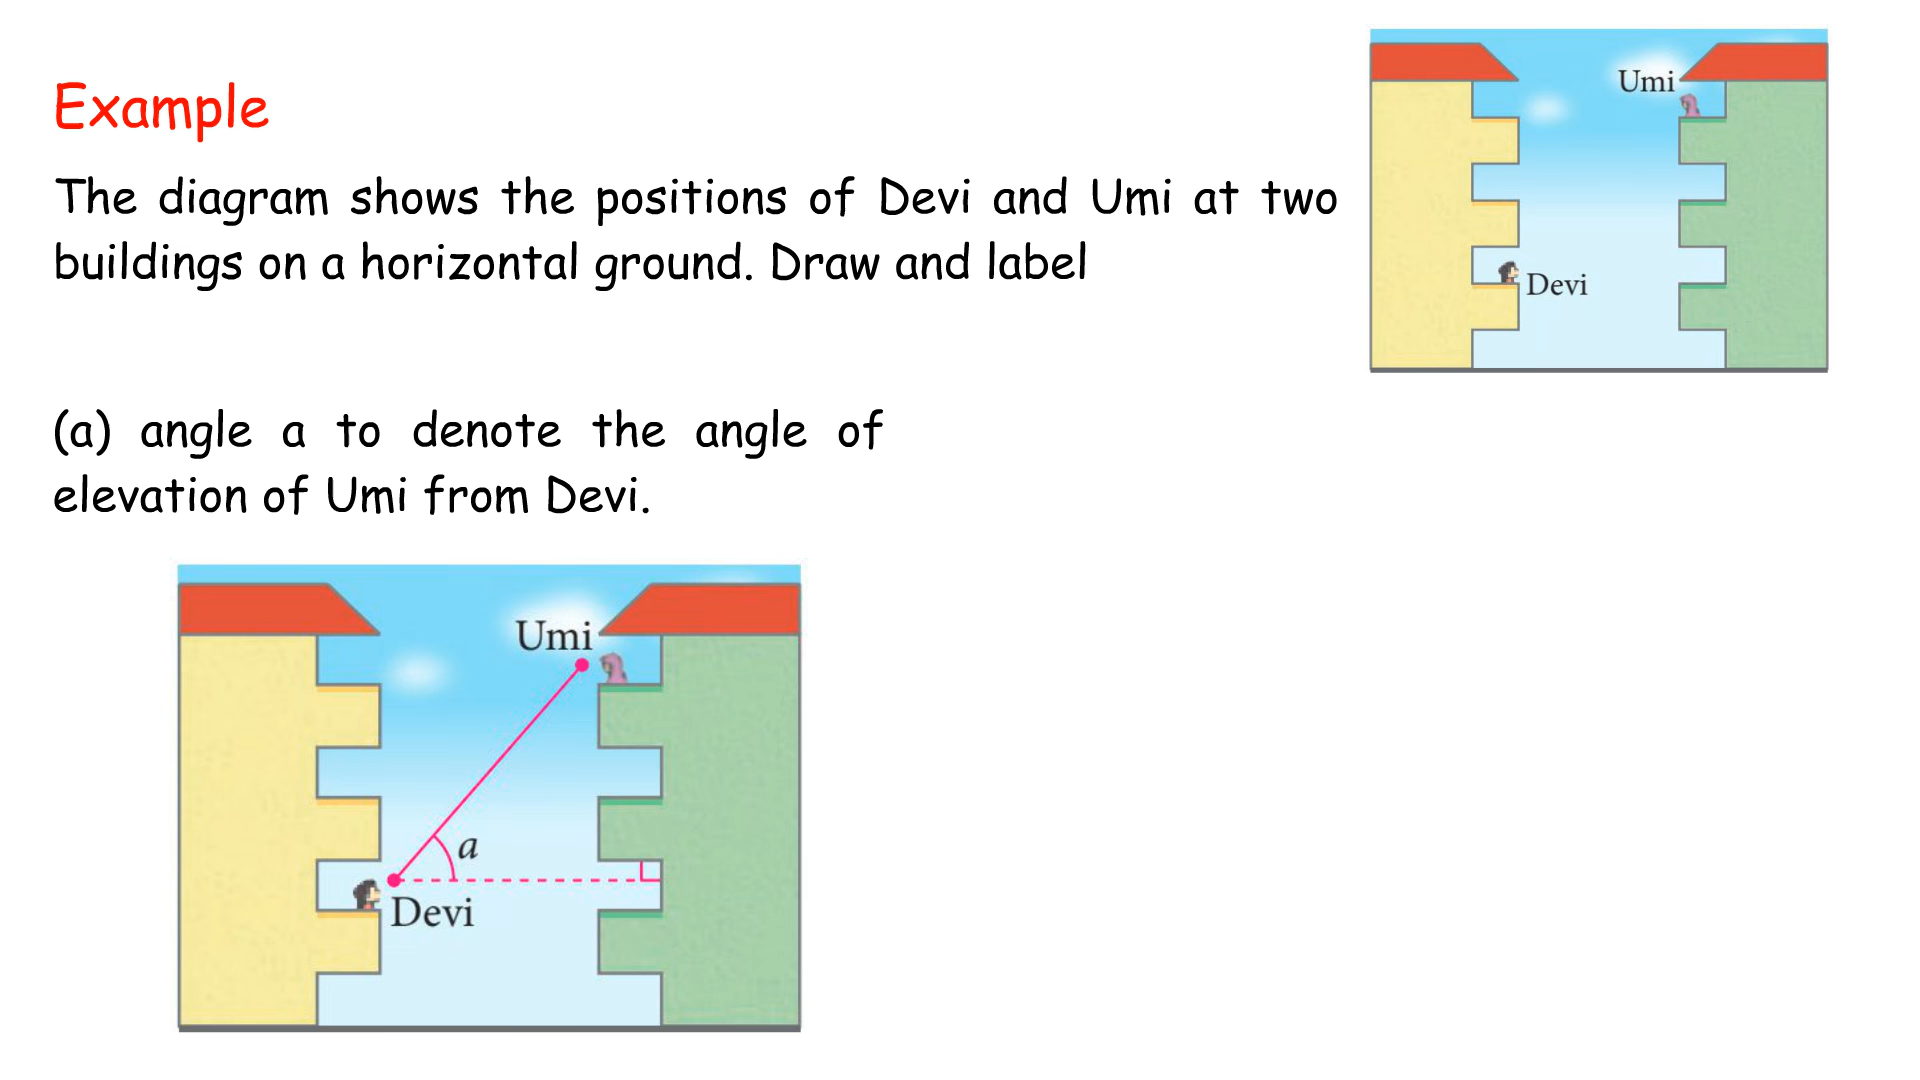 Example
The diagram shows the positions of Devi and Umi at two
buildings on a horizontal ground. Draw and label
Umi
Devi
(a) angle a to denote the angle of
elevation of Umi from Devi.
Umi
a
Devi